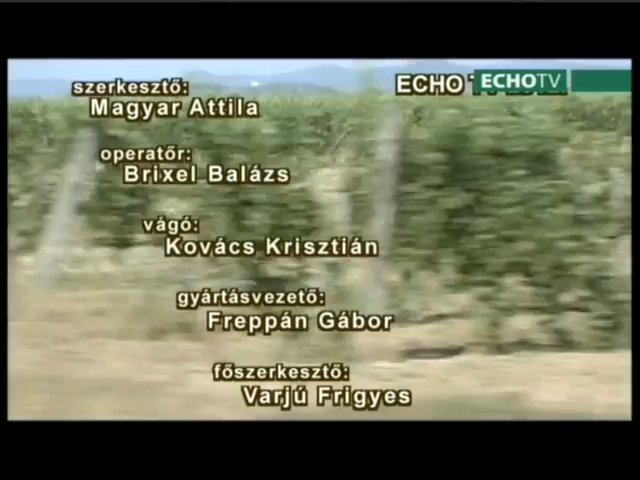 szerkesztő:
Magyar Attila
ECHO
ECHOTV
operatőr:
Brixel Balázs
vágó:
Kovács Krisztián
gyártásvezető:
Freppán Gábor
főszerkesztő:
Varjú Frigyes